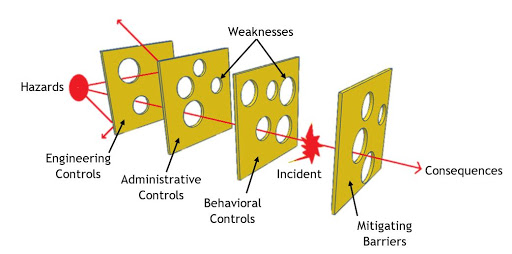 Weaknesses
Hazards
Engineering
Controls
Administrative
Controls
Behavioral
Controls
Incident
Consequences
Mitigating
Barriers